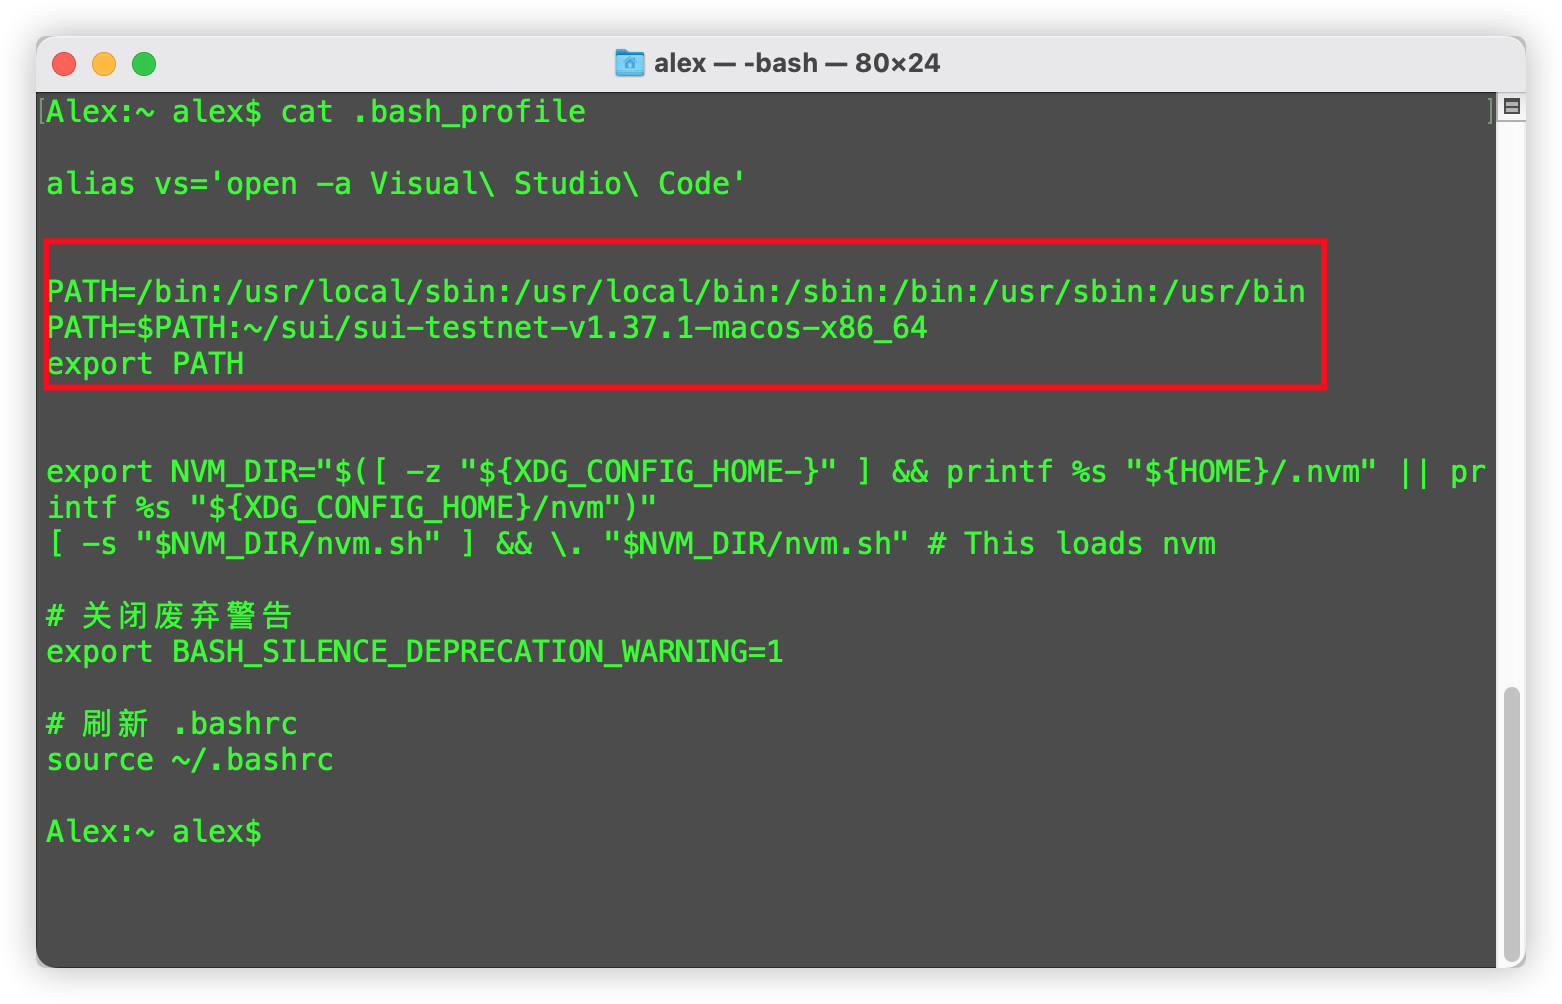 alex — -bash — 80×24
[Alex:~ alex$ cat .bash_profile ]
alias vs='open -a Visual\ Studio\ Code'
PATH=/bin:/usr/local/sbin:/usr/local/bin:/sbin:/bin:/usr/sbin:/usr/bin
PATH=$PATH:~/sui/sui-testnet-v1.37.1-macos-x86_64
export PATH
export NVM_DIR="$([ -z "${XDG_CONFIG_HOME-}" ] && printf %s "${HOME}/.nvm" || pr
intf %s "${XDG_CONFIG_HOME}/nvm")"
[ -s "$NVM_DIR/nvm.sh" ] && \. "$NVM_DIR/nvm.sh" # This loads nvm
# 关闭废弃警告
export BASH_SILENCE_DEPRECATION_WARNING=1
# 刷新 .bashrc
source ~/.bashrc
Alex:~ alex$